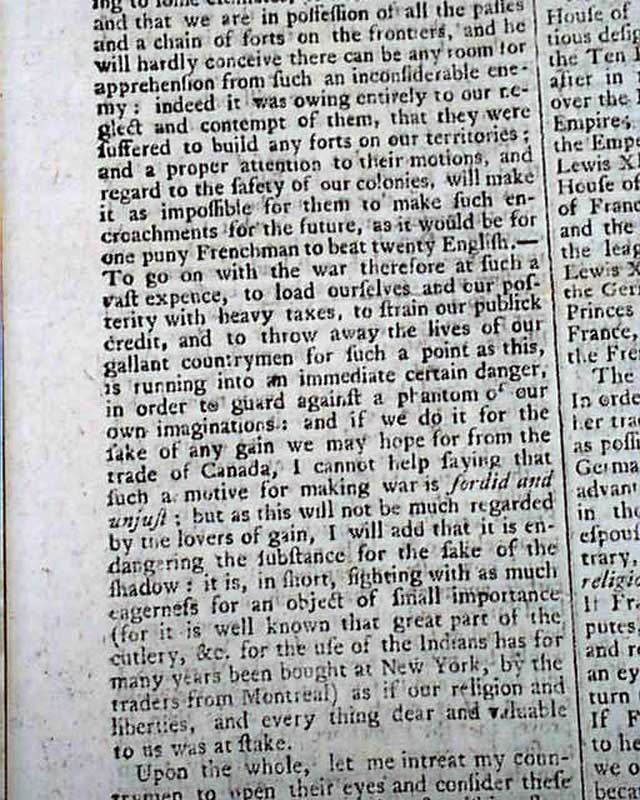 and that we are in poſſeſſion of all the paſſes
and a chain of forts on the frontiers, and he
will hardly conceive there can be any room for
apprehenſion from ſuch an inconſiderable ene-
my: indeed it was owing entirely to our ne-
glect and contempt of them, that they were
ſuffered to build any forts on our territories;
and a proper attention to their motions, and
regard to the ſafety of our colonies, will make
it as impoſſible for them to make ſuch en-
croachments for the future, as it would be for
one puny Frenchman to beat twenty Engliſh.—
To go on with the war therefore at ſuch a
vaſt expence, to load ourſelves and our poſ-
terity with heavy taxes, to ſtrain our publick
credit, and to throw away the lives of our
gallant countrymen for ſuch a point as this,
is running into an immediate certain danger,
in order to guard againſt a phantom of our
own imaginations: and if we do it for the
ſake of any gain we may hope for from the
trade of Canada, I cannot help ſaying that
ſuch a motive for making war is ſordid and
unjuſt; but as this will not be much regarded
by the lovers of gain, I will add that it is en-
dangering the ſubſtance for the ſake of the
ſhadow: it is, in ſhort, fighting with as much
eagerneſs for an object of ſmall importance
(for it is well known that great part of the
cutlery, &c. for the uſe of the Indians has for
many years been bought at New York, by the
traders from Montreal) as if our religion and
liberties, and every thing dear and valuable
to us was at ſtake.
Upon the whole, let me intreat my coun-
trymen to open their eyes and conſider theſe
Houſe of
tious deſig
the Ten
after in
over the
Empire,
the Empe
Lewis XI
Houſe of
of Franc
and the
the leag
Lewis X
the Ger
Princes
France,
the Fre
The
In orde
her tra
as poſſi
Germa
advant
in the
eſpouſ
trary,
religio
If Fr
putes.
and re
an ey
turn
If F
to he
we o
beca